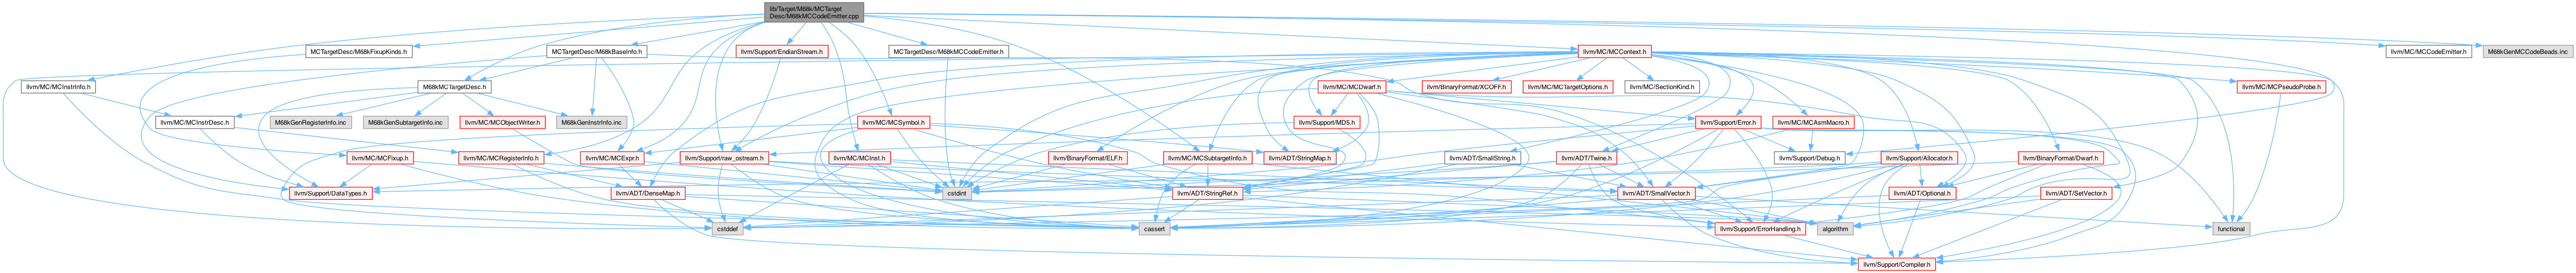 lib/Target/M68k/MCTarget
Desc/M68kMCCodeEmitter.cpp
MCTargetDesc/M68kFixupKinds.h
MCTargetDesc/M68kBaseInfo.h
llvm/Support/EndianStream.h
MCTargetDesc/M68kMCCodeEmitter.h
llvm/MC/MCContext.h
llvm/MC/MCCodeEmitter.h
M68kGenMCCodeBeads.inc
llvm/MC/MCInstrInfo.h
M68kMCTargetDesc.h
llvm/MC/MCDwarf.h
llvm/BinaryFormat/XCOFF.h
llvm/MC/MCTargetOptions.h
llvm/MC/SectionKind.h
llvm/MC/MCPseudoProbe.h
llvm/MC/MCInstrDesc.h
M68kGenRegisterInfo.inc
M68kGenSubtargetInfo.inc
llvm/MC/MCObjectWriter.h
M68kGenInstrInfo.inc
llvm/MC/MCSymbol.h
llvm/Support/MD5.h
llvm/Support/Error.h
llvm/MC/MCAsmMacro.h
llvm/MC/MCFixup.h
llvm/MC/MCRegisterInfo.h
llvm/MC/MCExpr.h
llvm/Support/raw_ostream.h
llvm/MC/MCInst.h
llvm/BinaryFormat/ELF.h
llvm/MC/MCSubtargetInfo.h
llvm/ADT/StringMap.h
llvm/ADT/SmallString.h
llvm/ADT/Twine.h
llvm/Support/Debug.h
llvm/Support/Allocator.h
llvm/BinaryFormat/Dwarf.h
llvm/Support/DataTypes.h
llvm/ADT/DenseMap.h
cstdint
llvm/ADT/StringRef.h
llvm/ADT/SmallVector.h
llvm/ADT/Optional.h
llvm/ADT/SetVector.h
cstddef
cassert
llvm/Support/ErrorHandling.h
algorithm
functional
llvm/Support/Compiler.h